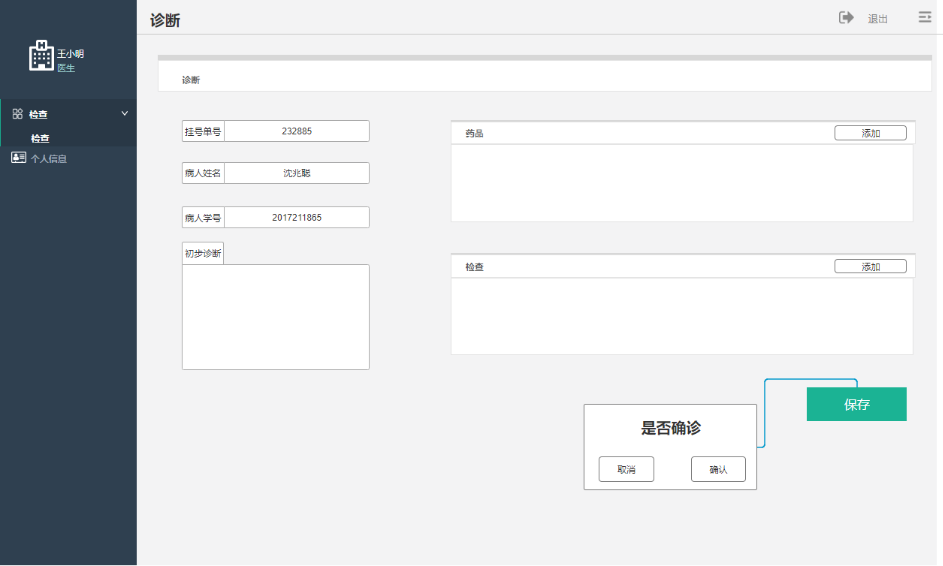 诊断
退出
王小明
医生
检查
检查
个人信息
诊断
挂号单号 232885
病人姓名 沈兆聪
病人学号 2017211865
初步诊断
药品 添加
检查 添加
保存
是否确诊
取消 确认